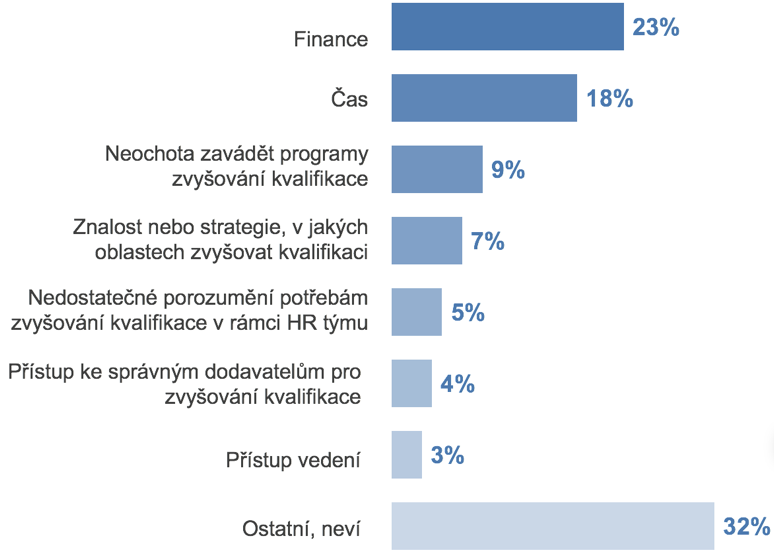 Finance
23%
Čas
18%
Neochota zavádět programy
zvyšování kvalifikace
9%
Znalost nebo strategie, v jakých
oblastech zvyšovat kvalifikaci
7%
Nedostatečné porozumění potřebám
zvyšování kvalifikace v rámci HR týmu
5%
Přístup ke správným dodavatelům pro
zvyšování kvalifikace
4%
Přístup vedení
3%
Ostatní, neví
32%